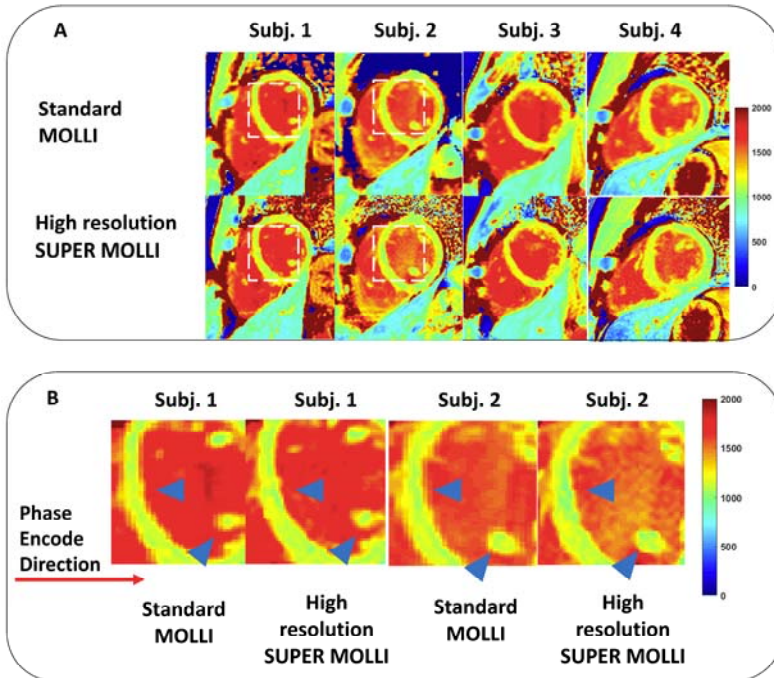 A
Subj. 1 Subj. 2 Subj. 3 Subj. 4
Standard
MOLLI
High resolution
SUPER MOLLI
2000
1500
1000
500
0
B
Subj. 1 Subj. 1 Subj. 2 Subj. 2
Phase
Encode
Direction
2000
1500
1000
500
0
Standard
MOLLI
High
resolution
SUPER MOLLI
Standard
MOLLI
High
resolution
SUPER MOLLI